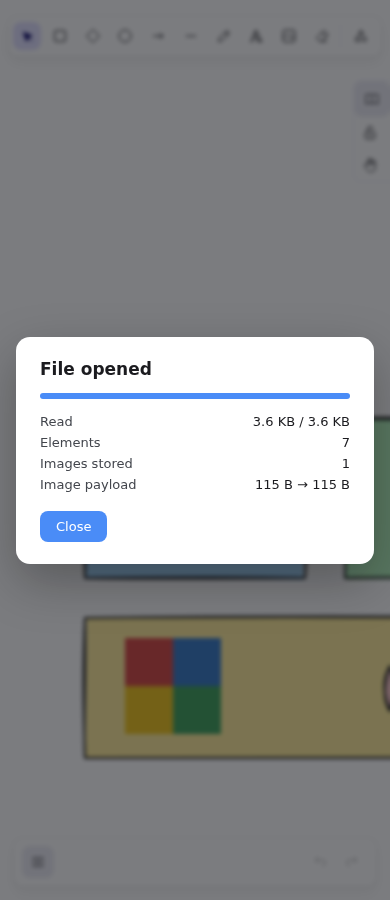 File opened
Read 3.6 KB / 3.6 KB
Elements 7
Images stored 1
Image payload 115 B → 115 B
Close